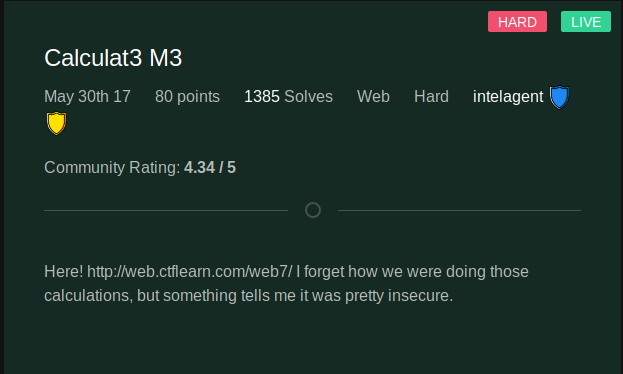 HARD LIVE
Calculat3 M3
May 30th 17 80 points 1385 Solves Web Hard intelagent
Community Rating: 4.34 / 5
Here! http://web.ctflearn.com/web7/ I forget how we were doing those
calculations, but something tells me it was pretty insecure.